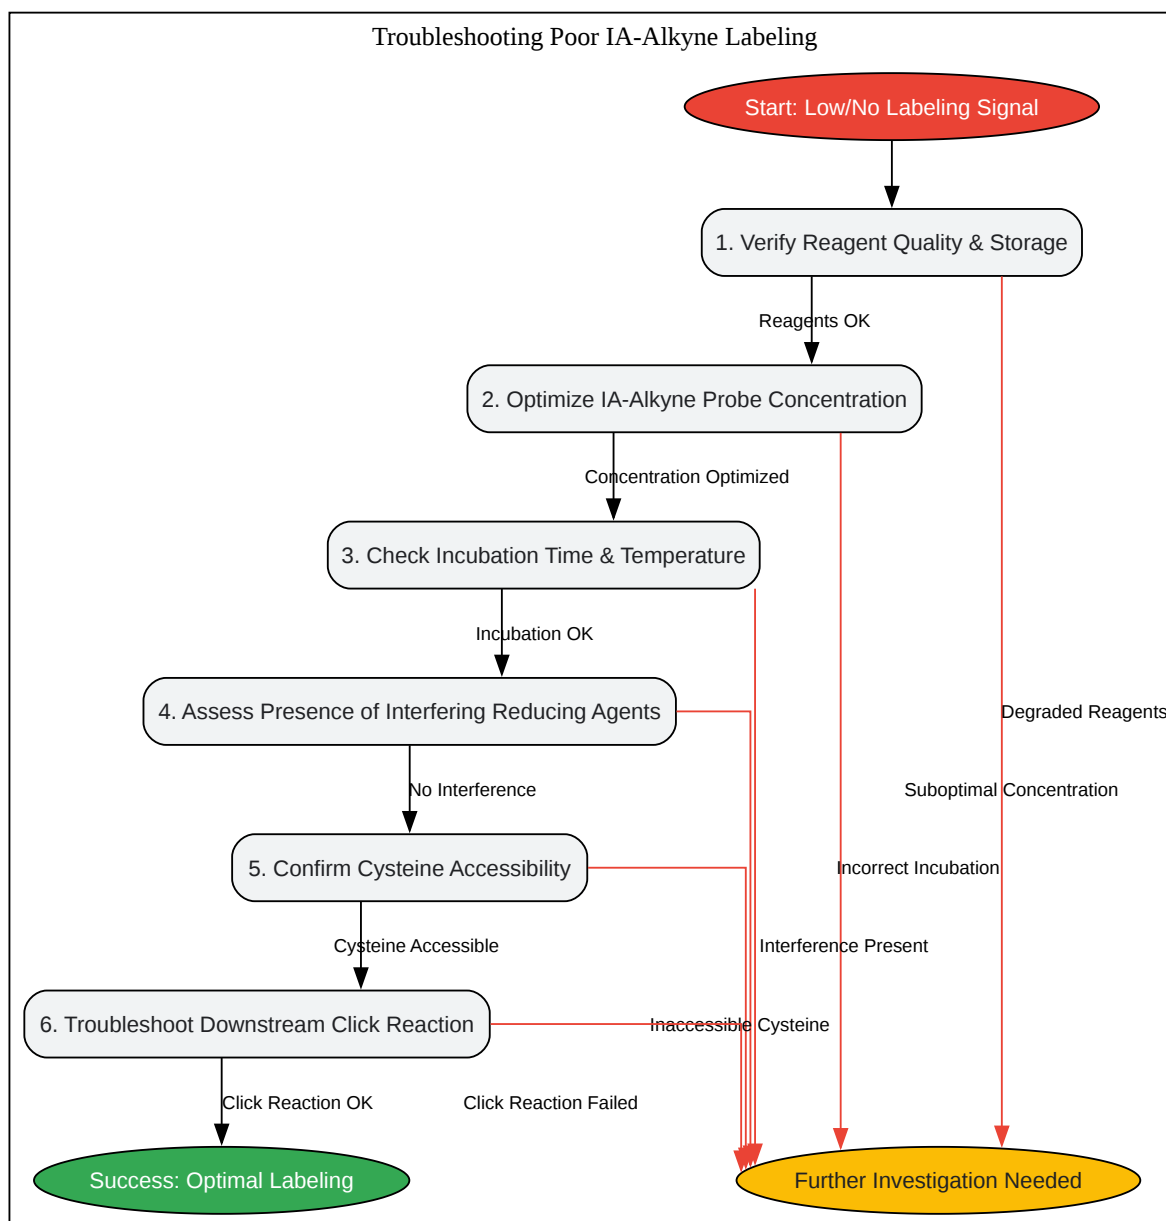 Troubleshooting Poor IA-Alkyne Labeling
Start: Low/No Labeling Signal
1. Verify Reagent Quality & Storage
Reagents OK
2. Optimize IA-Alkyne Probe Concentration
Concentration Optimized
3. Check Incubation Time & Temperature
Incubation OK
4. Assess Presence of Interfering Reducing Agents
Degraded Reagents
No Interference
Suboptimal Concentration
5. Confirm Cysteine Accessibility
Incorrect Incubation
Cysteine Accessible
Interference Present
6. Troubleshoot Downstream Click Reaction
Inaccessible Cysteine
Click Reaction OK
Click Reaction Failed
Success: Optimal Labeling
Further Investigation Needed